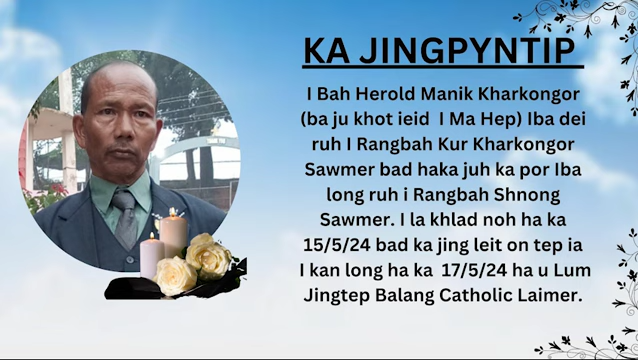 KA JINGPYNTIP
I Bah Herold Manik Kharkongor
(ba ju khot ieid I Ma Hep) Iba dei
ruh I Rangbah Kur Kharkongor
Sawmer bad haka juh ka por Iba
long ruh i Rangbah Shnong
Sawmer. I la khlad noh ha ka
15/5/24 bad ka jing leit on tep ia
I kan long ha ka 17/5/24 ha u Lum
Jingtep Balang Catholic Laimer.